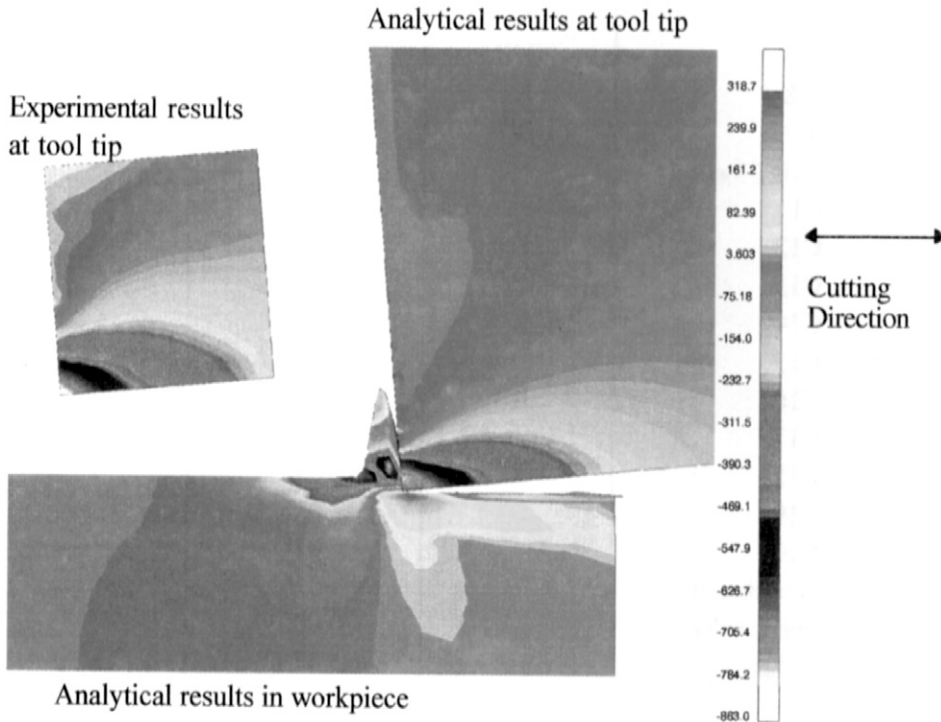 Analytical results at tool tip
Experimental results
at tool tip
318.7
239.9
161.2
82.39
3.603
-75.18
-154.0
-232.7
-311.5
-390.3
-469.1
-547.9
-626.7
-705.4
-784.2
-863.0
Cutting
Direction
Analytical results in workpiece